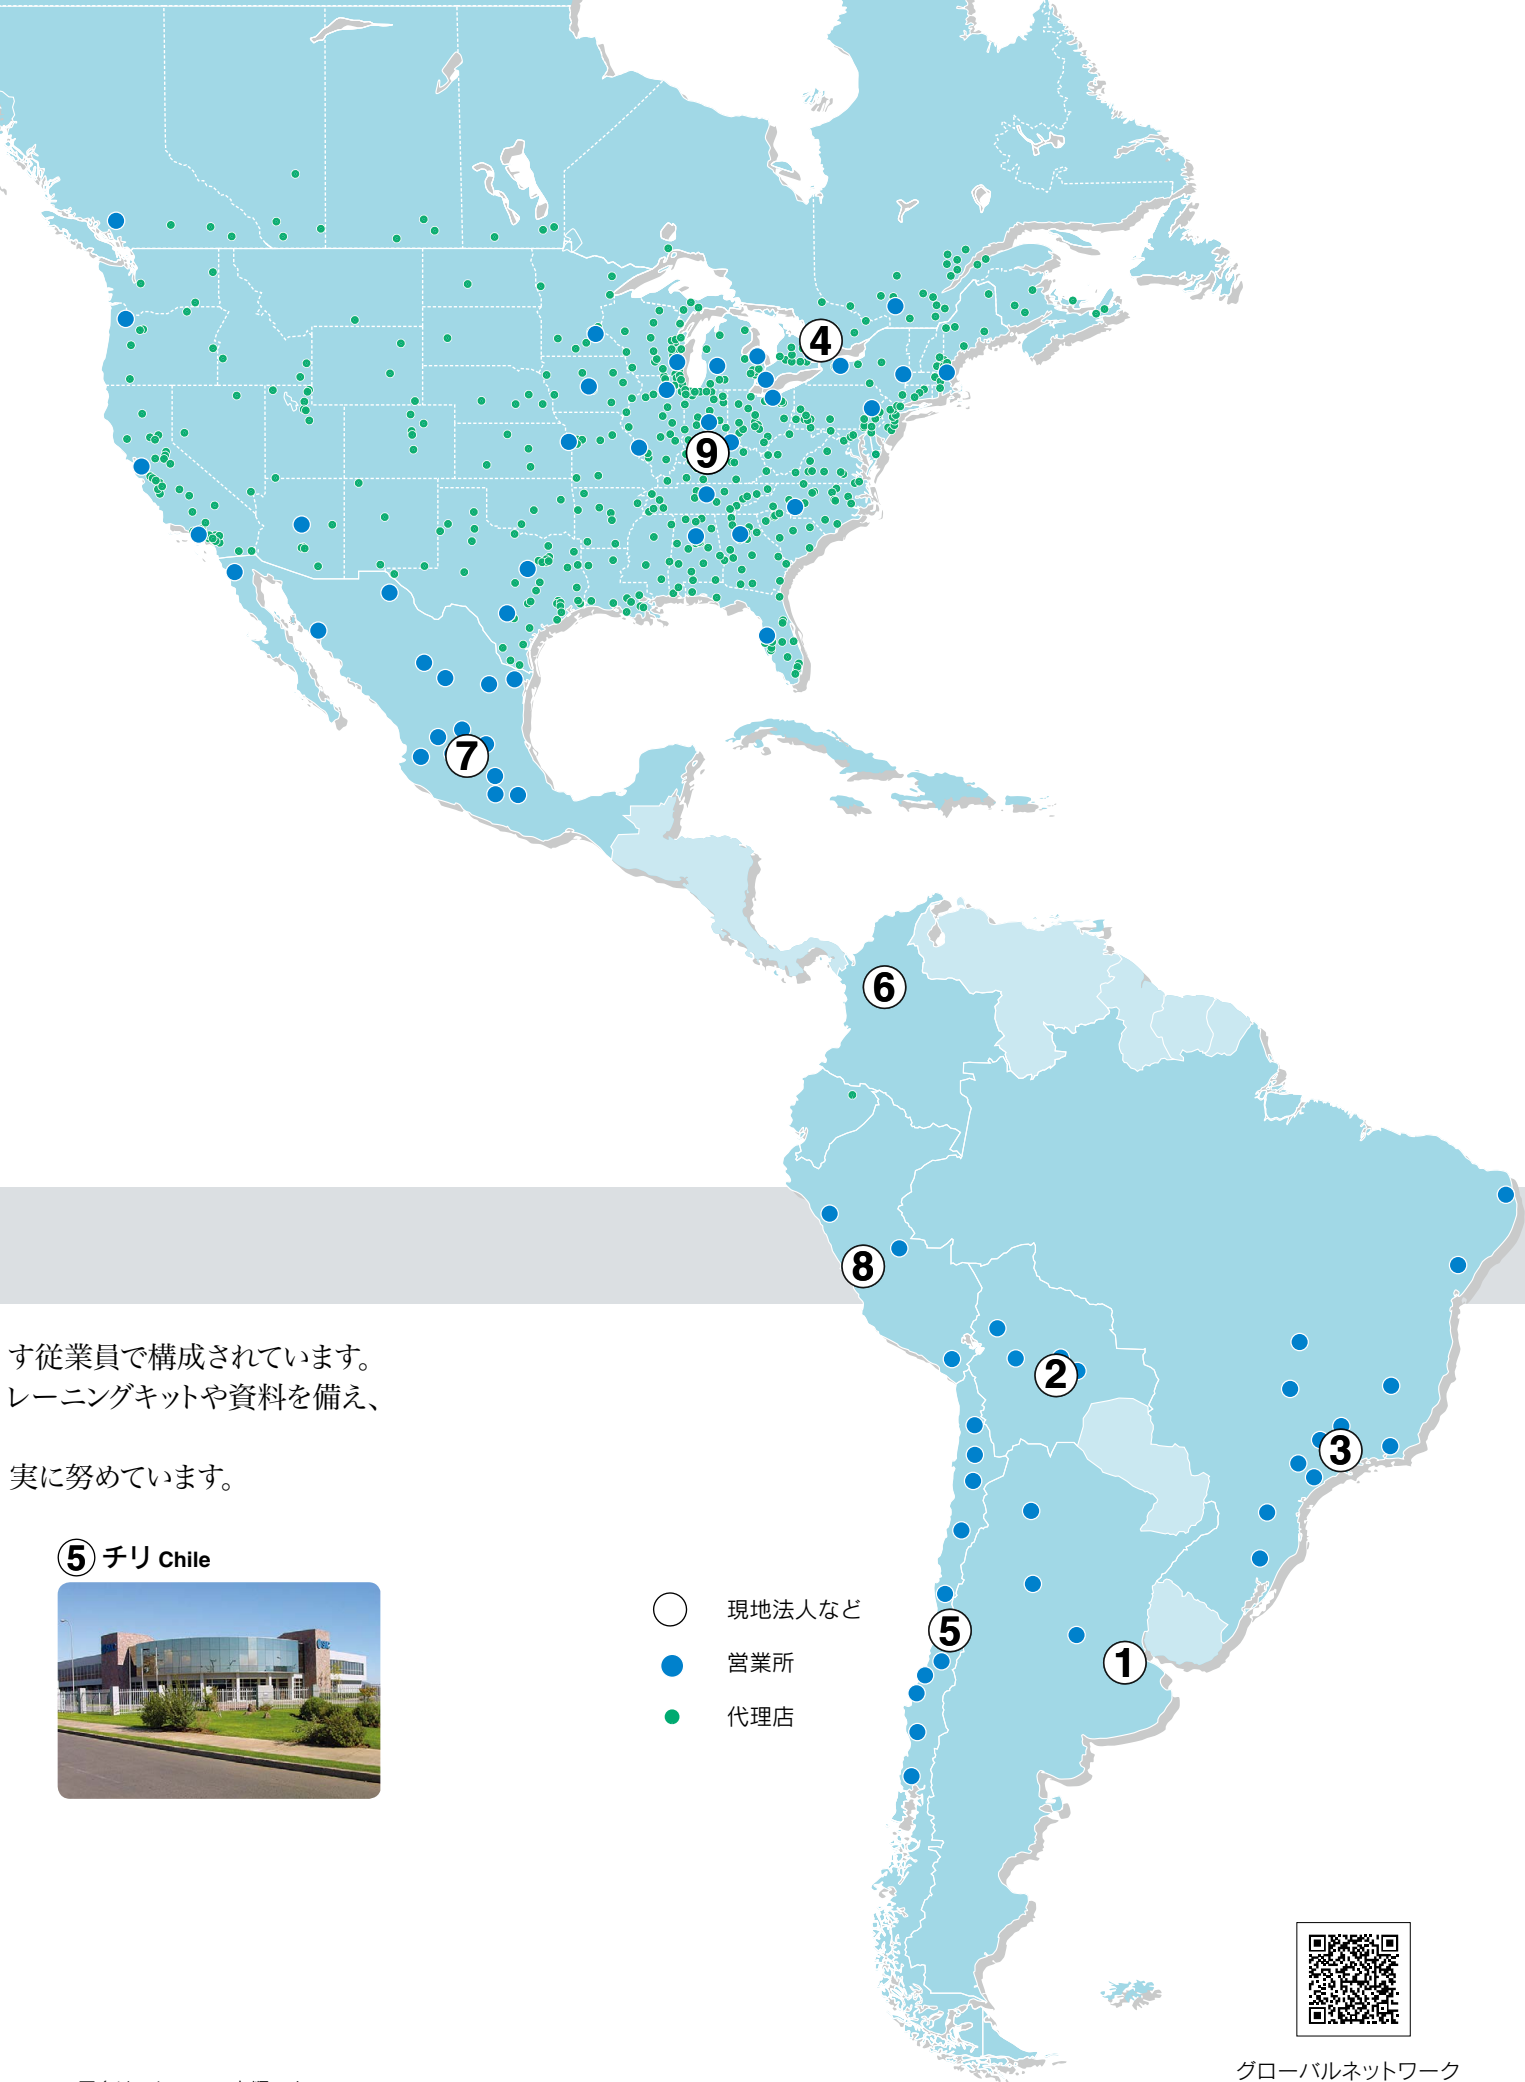 4
9
7
6
8
す従業員で構成されています。
レーニングキットや資料を備え、
2
3
実に努めています。
⑤ チリ Chile
現地法人など
5
営業所
1
代理店
グローバルネットワーク